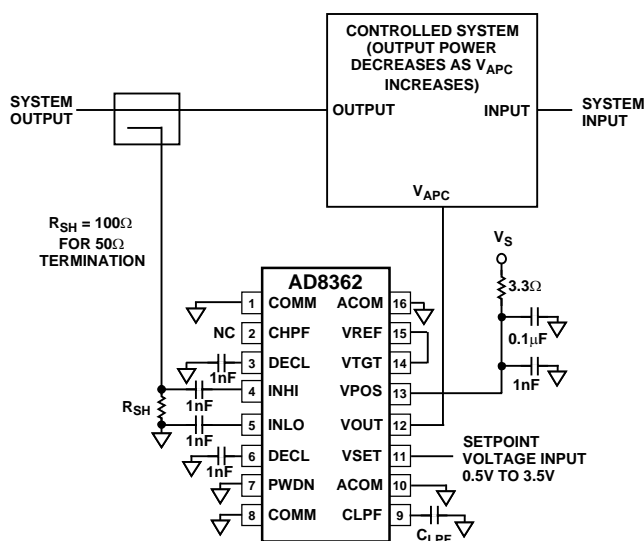 CONTROLLED SYSTEM
(OUTPUT POWER
DECREASES AS VAPC
INCREASES)
SYSTEM
OUTPUT
OUTPUT
INPUT
SYSTEM
INPUT
VAPC
RSH = 100Ω
FOR 50Ω
TERMINATION
VS
3.3Ω
0.1μF
1nF
AD8362
1 COMM ACOM 16
NC 2 CHPF VREF 15
3 DECL VTGT 14
1nF
4 INHI VPOS 13
1nF
RSH
5 INLO VOUT 12
1nF
6 DECL VSET 11
1nF
SETPOINT
VOLTAGE INPUT
0.5V TO 3.5V
7 PWDN ACOM 10
8 COMM CLPF 9
CLPF